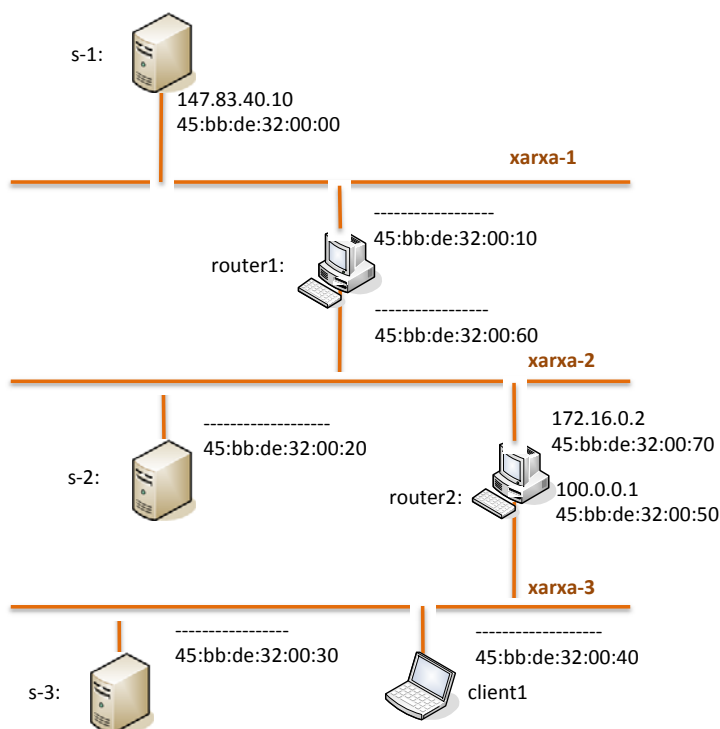 s-1:
147.83.40.10
45:bb:de:32:00:00
xarxa-1
------------------
45:bb:de:32:00:10
router1:
-----------------
45:bb:de:32:00:60
xarxa-2
-------------------
45:bb:de:32:00:20
s-2:
172.16.0.2
45:bb:de:32:00:70
router2:
100.0.0.1
45:bb:de:32:00:50
xarxa-3
-----------------
45:bb:de:32:00:30
s-3:
-------------------
45:bb:de:32:00:40
client1